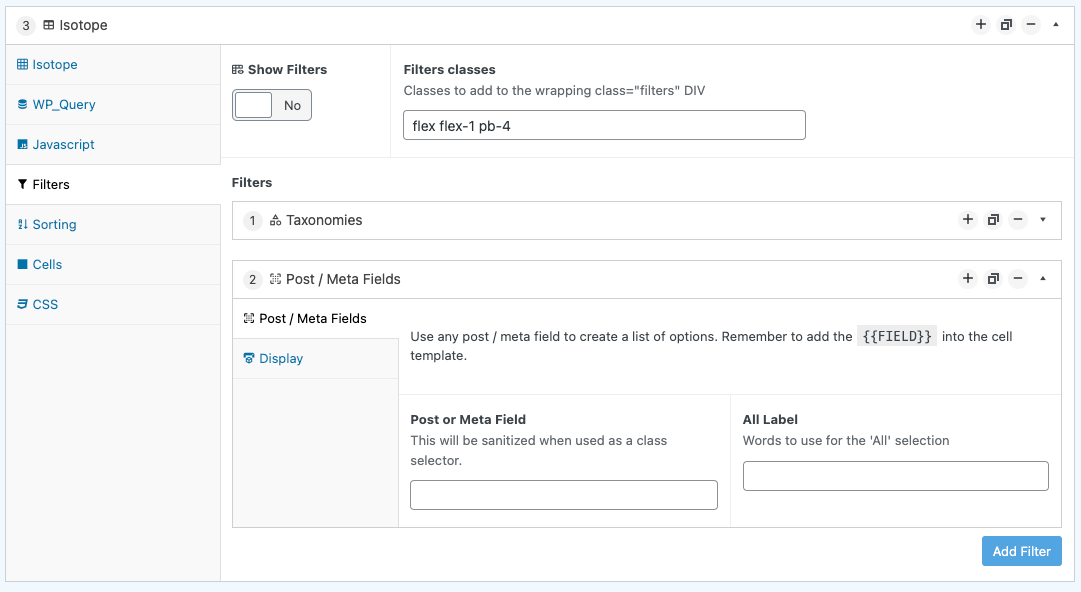 3 Isotope
Isotope
WP_Query
Javascript
Filters
Sorting
Cells
CSS
Show Filters
No
Filters classes
Classes to add to the wrapping class="filters" DIV
flex flex-1 pb-4
Filters
1 Taxonomies
2 Post / Meta Fields
Post / Meta Fields
Display
Use any post / meta field to create a list of options. Remember to add the {{FIELD}} into the cell
template.
Post or Meta Field
This will be sanitized when used as a class
selector.
All Label
Words to use for the 'All' selection
Add Filter